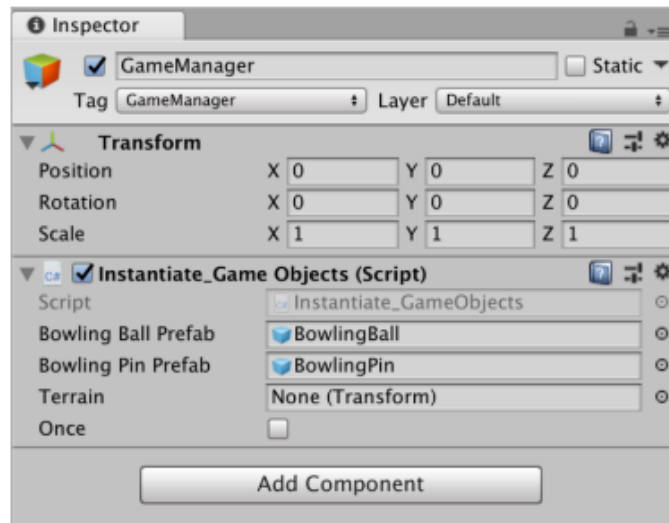 Inspector
GameManager Static
Tag GameManager Layer Default
Transform
Position X 0 Y 0 Z 0
Rotation X 0 Y 0 Z 0
Scale X 1 Y 1 Z 1
C# Instantiate_Game Objects (Script)
Script Instantiate_GameObjects
Bowling Ball Prefab BowlingBall
Bowling Pin Prefab BowlingPin
Terrain None (Transform)
Once
Add Component